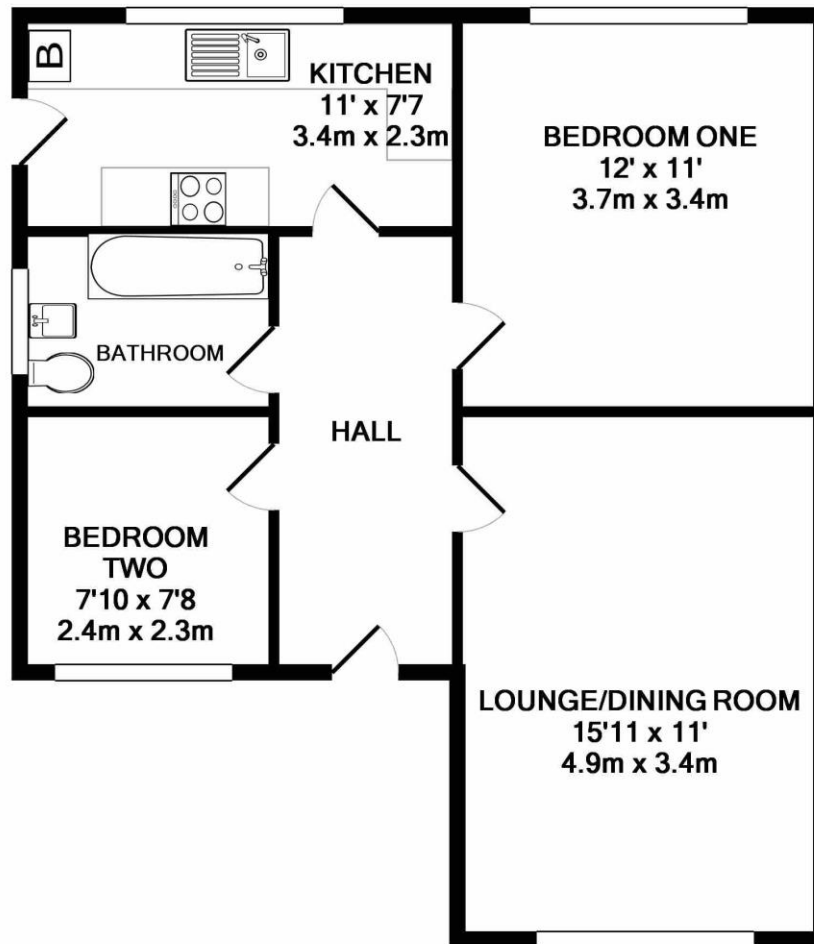 B
KITCHEN
11' x 7'7
3.4m x 2.3m
BEDROOM ONE
12' x 11'
3.7m x 3.4m
BATHROOM
HALL
BEDROOM
TWO
7'10 x 7'8
2.4m x 2.3m
LOUNGE/DINING ROOM
15'11 x 11'
4.9m x 3.4m